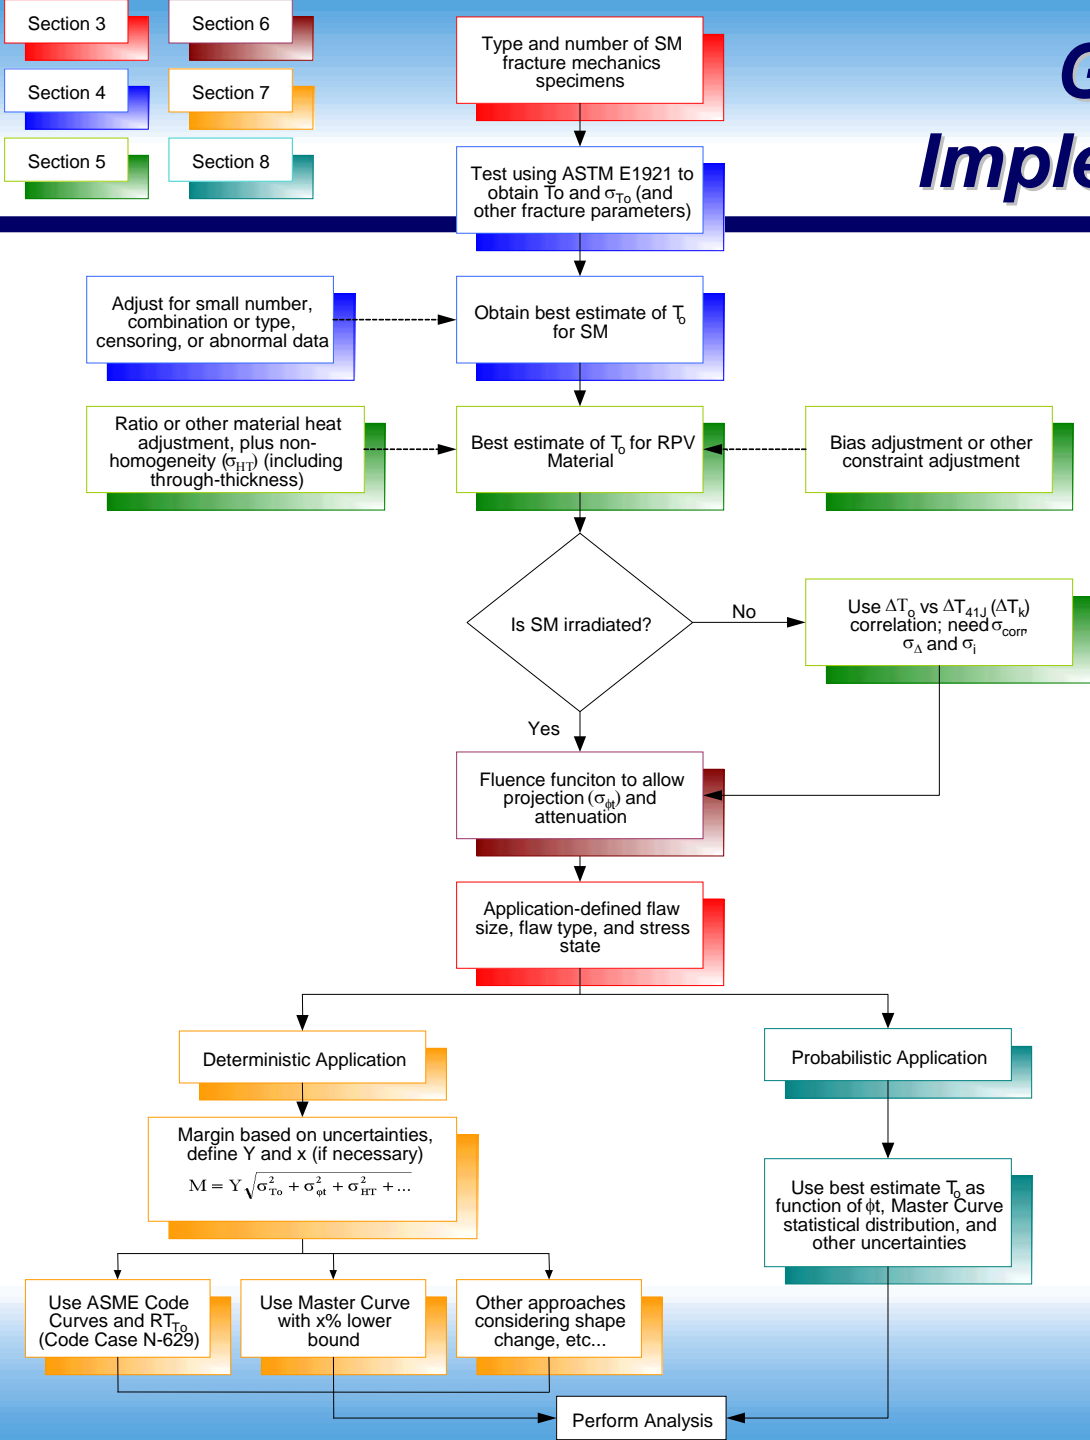 Section 3
Section 6
Section 4
Section 7
Section 5
Section 8
G
Imple
Type and number of SM
fracture mechanics
specimens
Test using ASTM E1921 to
obtain To and σTo (and
other fracture parameters)
Adjust for small number,
combination or type,
censoring, or abnormal data
Obtain best estimate of To
for SM
Ratio or other material heat
adjustment, plus non-
homogeneity (σHT) (including
through-thickness)
Best estimate of To for RPV
Material
Bias adjustment or other
constraint adjustment
Is SM irradiated?
No
Use ΔTo vs ΔT41J (ΔTk)
correlation; need σcorr,
σΔ and σi
Yes
Fluence funciton to allow
projection (σϕt) and
attenuation
Application-defined flaw
size, flaw type, and stress
state
Deterministic Application
Probabilistic Application
Margin based on uncertainties,
define Y and x (if necessary)
M = Y√σ²To + σ²φt + σ²HT + ...
Use best estimate To as
function of ϕt, Master Curve
statistical distribution, and
other uncertainties
Use ASME Code
Curves and RTTo
(Code Case N-629)
Use Master Curve
with x% lower
bound
Other approaches
considering shape
change, etc...
Perform Analysis